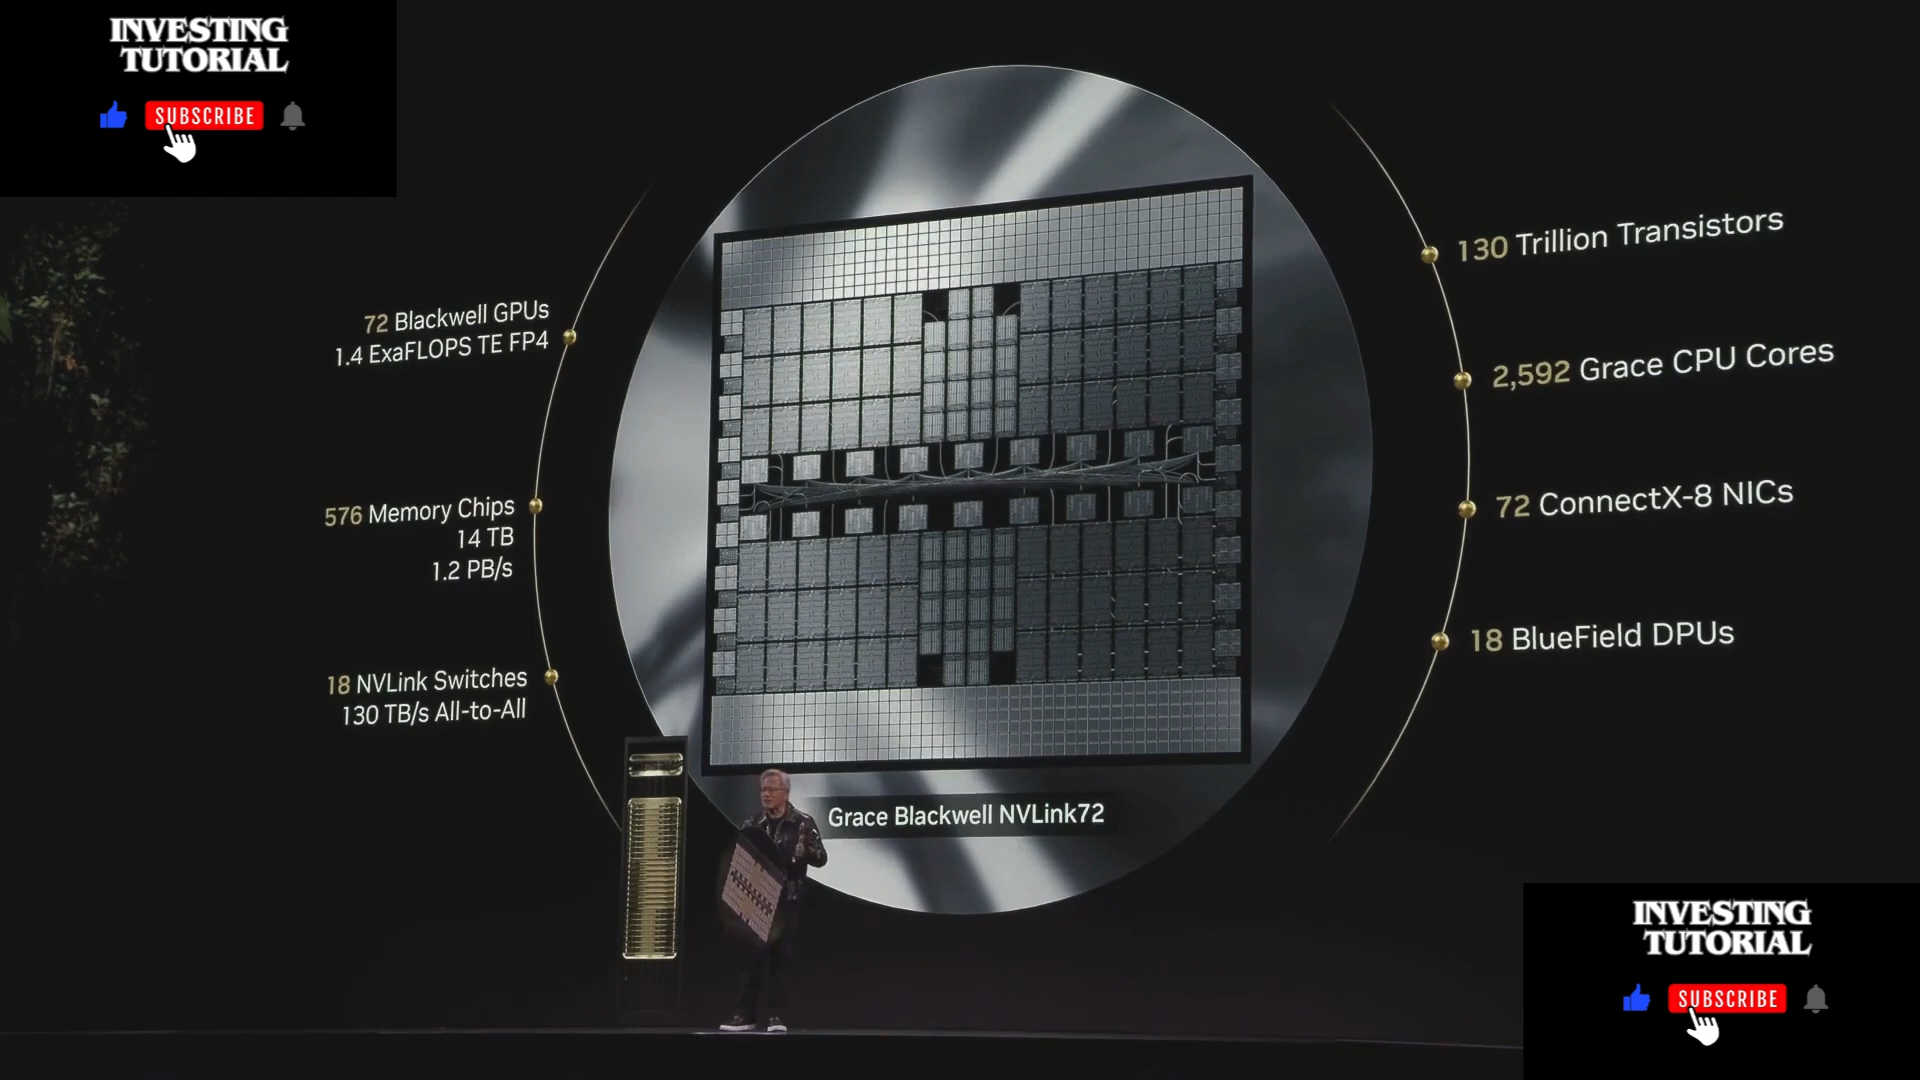 INVESTING
TUTORIAL
SUBSCRIBE
72 Blackwell GPUs
1.4 ExaFLOPS TE FP4
576 Memory Chips
14 TB
1.2 PB/s
18 NVLink Switches
130 TB/s All-to-All
130 Trillion Transistors
2,592 Grace CPU Cores
72 ConnectX-8 NICs
18 BlueField DPUs
Grace Blackwell NVLink72
INVESTING
TUTORIAL
SUBSCRIBE